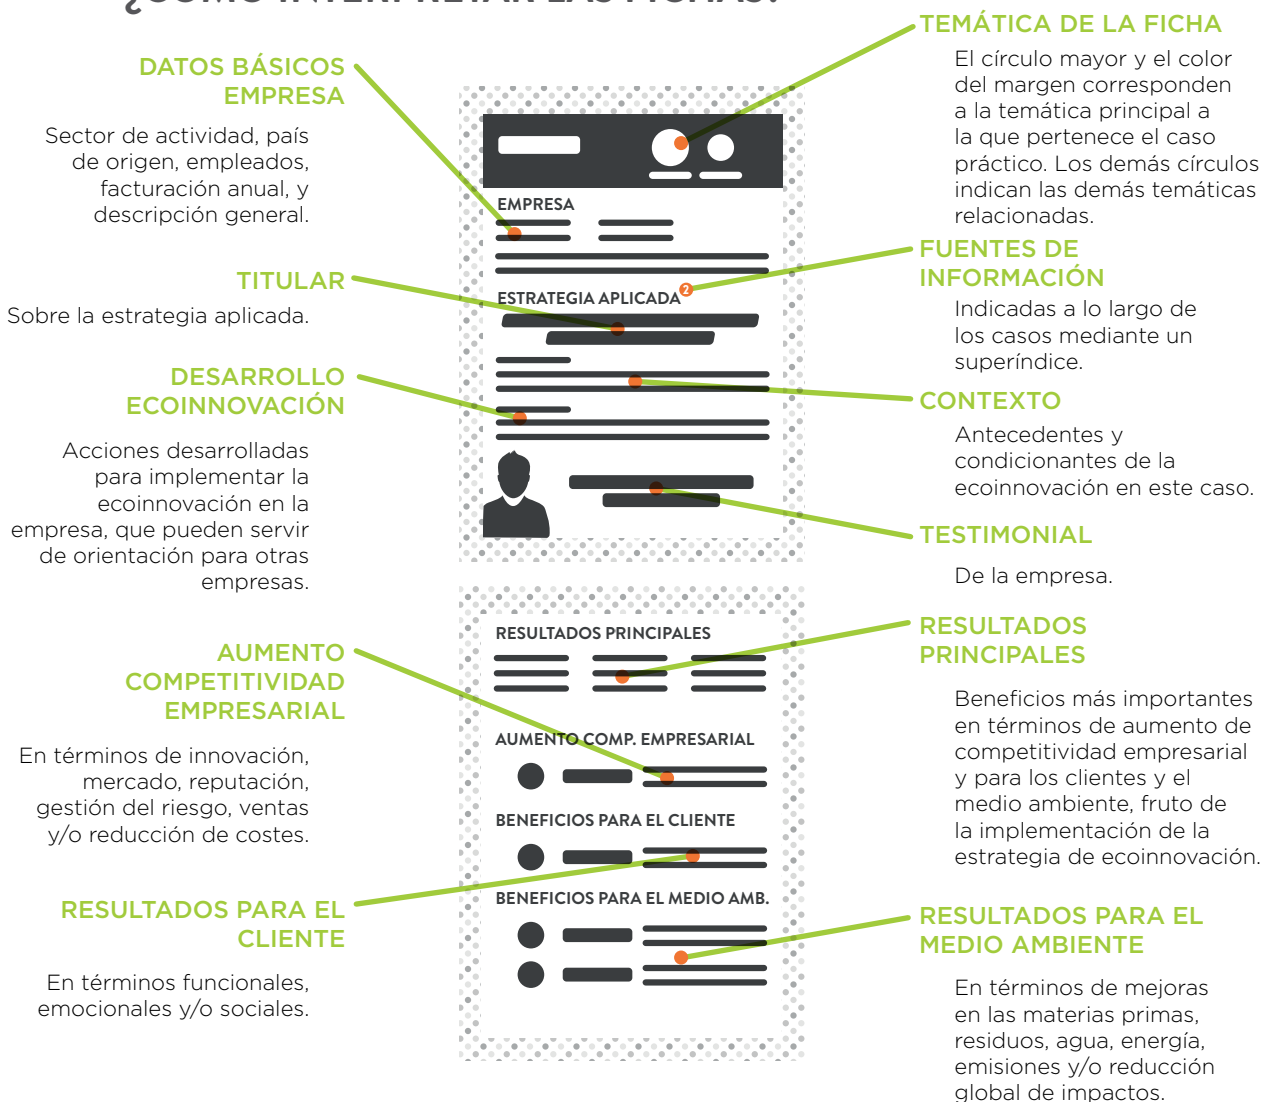 ¿CÓMO INTERPRETAR LAS FICHAS?
DATOS BÁSICOS
EMPRESA
Sector de actividad, país
de origen, empleados,
facturación anual, y
descripción general.
TITULAR
Sobre la estrategia aplicada.
DESARROLLO
ECOINNOVACIÓN
Acciones desarrolladas
para implementar la
ecoinnovación en la
empresa, que pueden servir
de orientación para otras
empresas.
AUMENTO
COMPETITIVIDAD
EMPRESARIAL
En términos de innovación,
mercado, reputación,
gestión del riesgo, ventas
y/o reducción de costes.
RESULTADOS PARA EL
CLIENTE
En términos funcionales,
emocionales y/o sociales.
EMPRESA
ESTRATEGIA APLICADA 2
RESULTADOS PRINCIPALES
AUMENTO COMP. EMPRESARIAL
BENEFICIOS PARA EL CLIENTE
BENEFICIOS PARA EL MEDIO AMB.
TEMÁTICA DE LA FICHA
El círculo mayor y el color
del margen corresponden
a la temática principal a
la que pertenece el caso
práctico. Los demás círculos
indican las demás temáticas
relacionadas.
FUENTES DE
INFORMACIÓN
Indicadas a lo largo de
los casos mediante un
superíndice.
CONTEXTO
Antecedentes y
condicionantes de la
ecoinnovación en este caso.
TESTIMONIAL
De la empresa.
RESULTADOS
PRINCIPALES
Beneficios más importantes
en términos de aumento de
competitividad empresarial
y para los clientes y el
medio ambiente, fruto de
la implementación de la
estrategia de ecoinnovación.
RESULTADOS PARA EL
MEDIO AMBIENTE
En términos de mejoras
en las materias primas,
residuos, agua, energía,
emisiones y/o reducción
global de impactos.